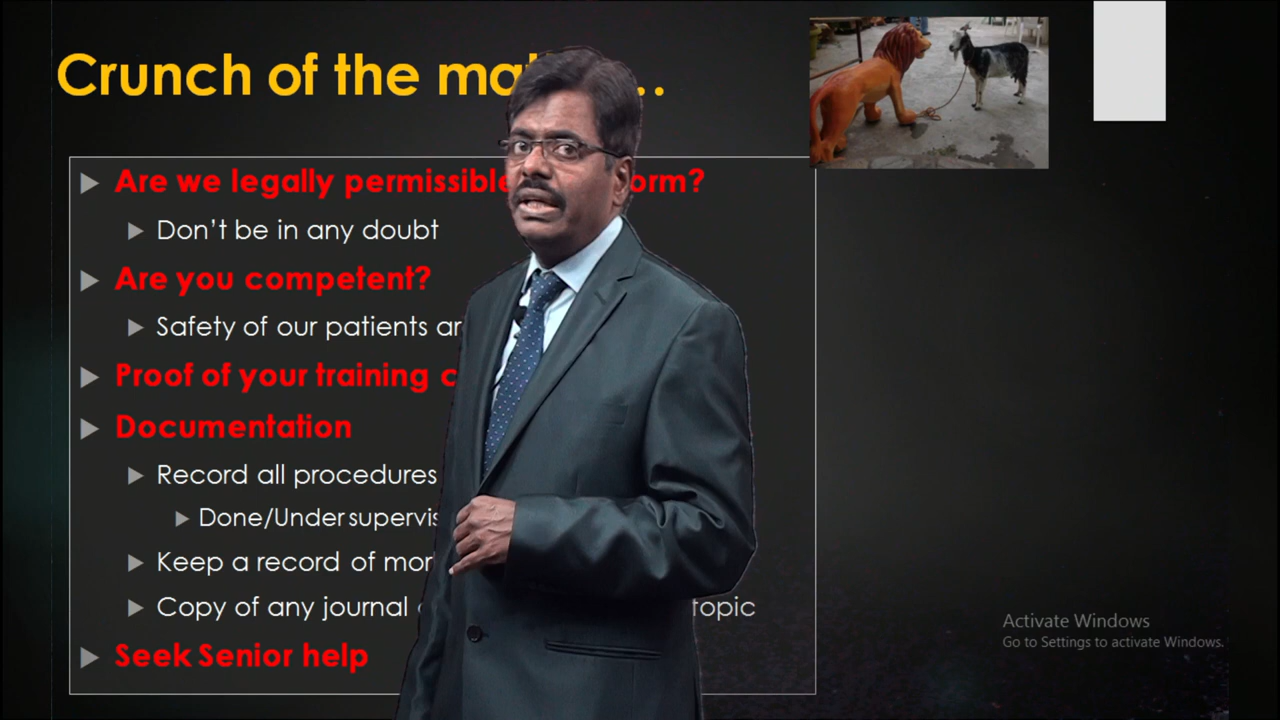 Crunch of the mat ..
Are we legally permissible orm?
Don't be in any doubt
Are you competent?
Safety of our patients ar
Proof of your training c
Documentation
Record all procedures
Done/Under supervis
Keep a record of mor
Copy of any journal topic
Seek Senior help
Activate Windows
Go to Settings to activate Windows.